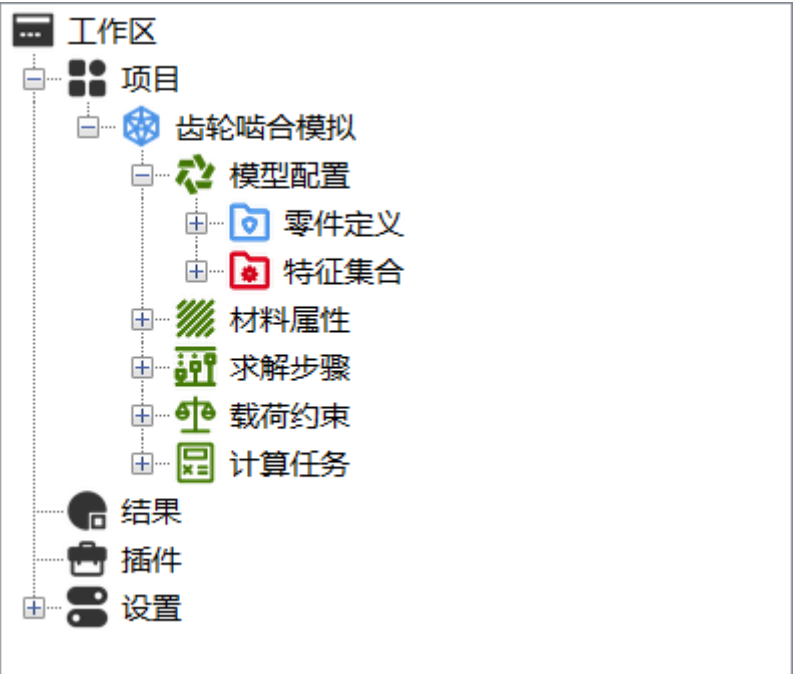 工作区
项目
齿轮啮合模拟
模型配置
零件定义
特征集合
材料属性
求解步骤
载荷约束
计算任务
结果
插件
设置